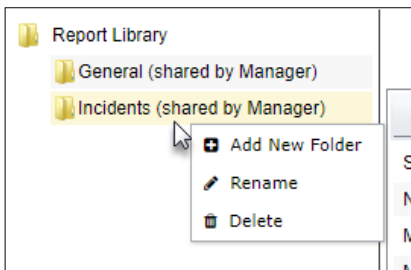 Report Library
General (shared by Manager)
Incidents (shared by Manager)
Add New Folder
Rename
Delete